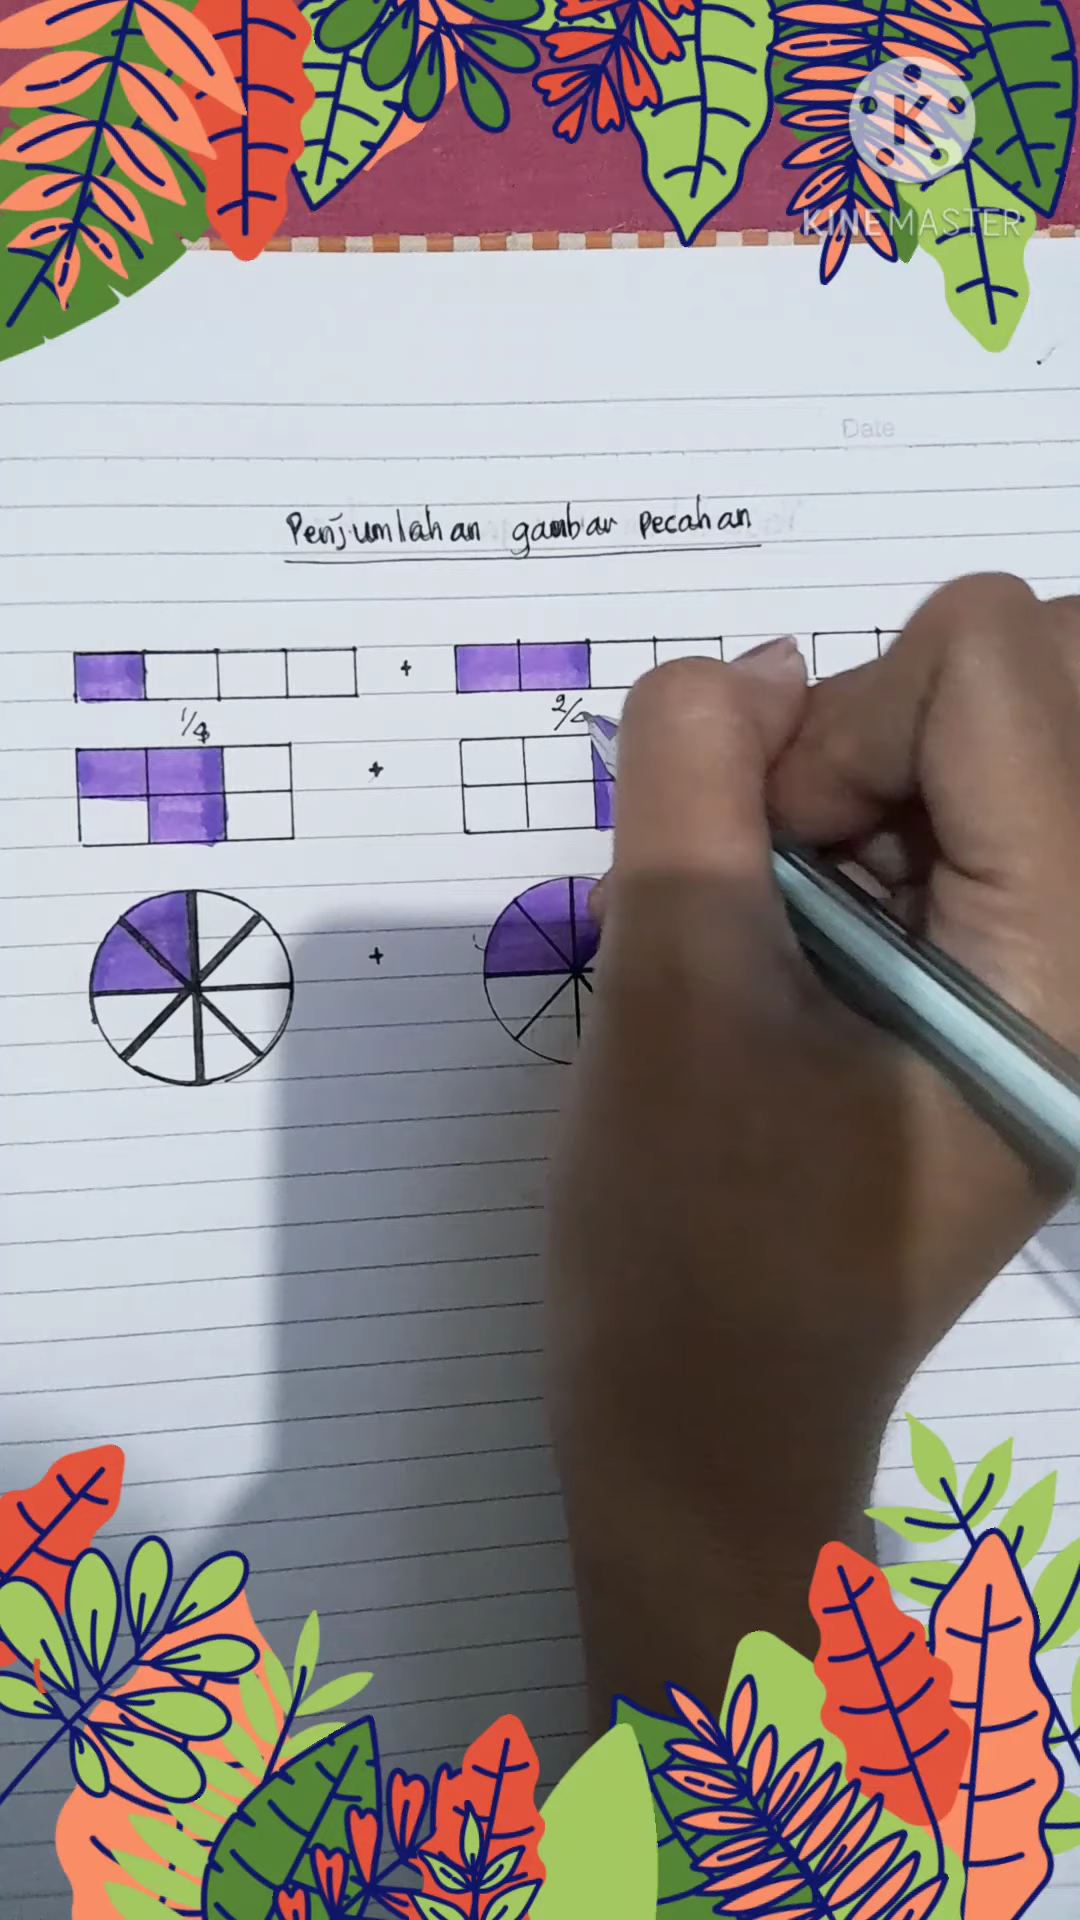 KINEMASTER
Date
Penjumlahan gambar pecahan
+
1/4 2/4
+
+